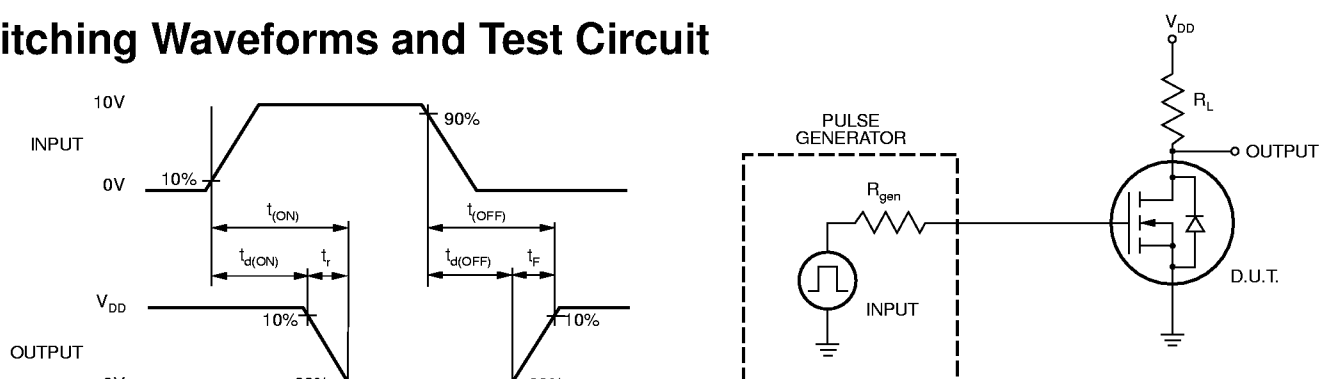 itching Waveforms and Test Circuit
10V
INPUT
0V
10%
90%
t(ON)
t(OFF)
td(ON)
tr
td(OFF)
tF
VDD
10%
10%
OUTPUT
0V
PULSE
GENERATOR
Rgen
INPUT
VDD
RL
OUTPUT
D.U.T.